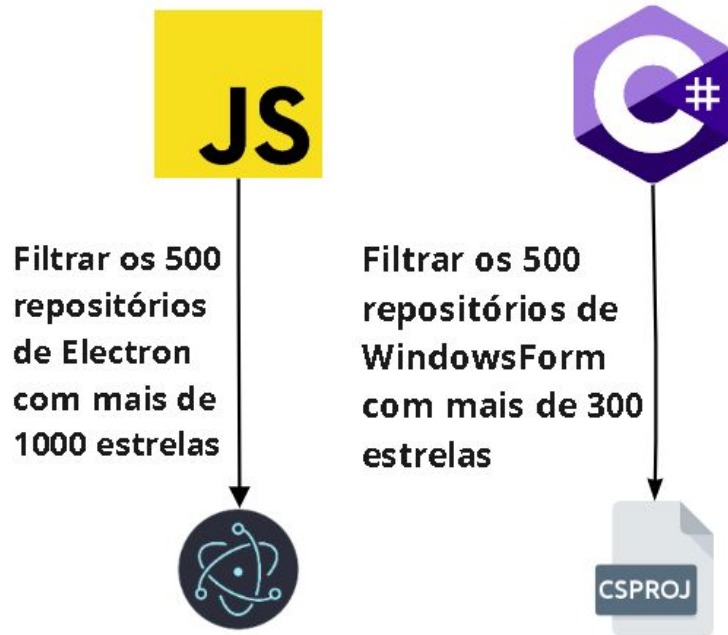 JS
C#
Filtrar os 500
repositórios
de Electron
com mais de
1000 estrelas
Filtrar os 500
repositórios de
WindowsForm
com mais de 300
estrelas
CSPROJ